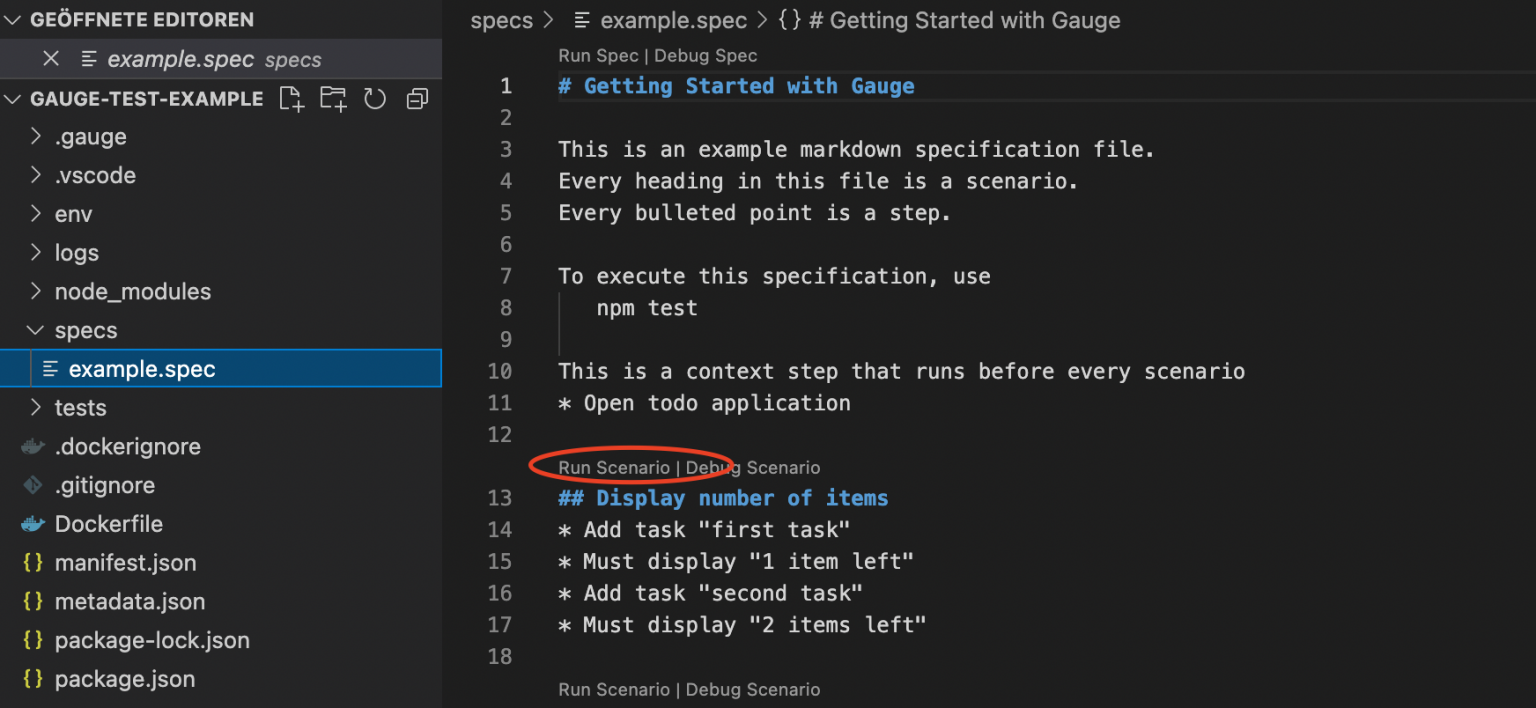 GEÖFFNETE EDITOREN
example.spec specs
GAUGE-TEST-EXAMPLE
.gauge
.vscode
env
logs
node_modules
specs
example.spec
tests
.dockerignore
.gitignore
Dockerfile
manifest.json
metadata.json
package-lock.json
package.json
specs > example.spec > {} # Getting Started with Gauge
Run Spec | Debug Spec
1 # Getting Started with Gauge
2
3 This is an example markdown specification file.
4 Every heading in this file is a scenario.
5 Every bulleted point is a step.
6
7 To execute this specification, use
8 npm test
9
10 This is a context step that runs before every scenario
11 * Open todo application
12
Run Scenario | Debug Scenario
13 ## Display number of items
14 * Add task "first task"
15 * Must display "1 item left"
16 * Add task "second task"
17 * Must display "2 items left"
18
Run Scenario | Debug Scenario